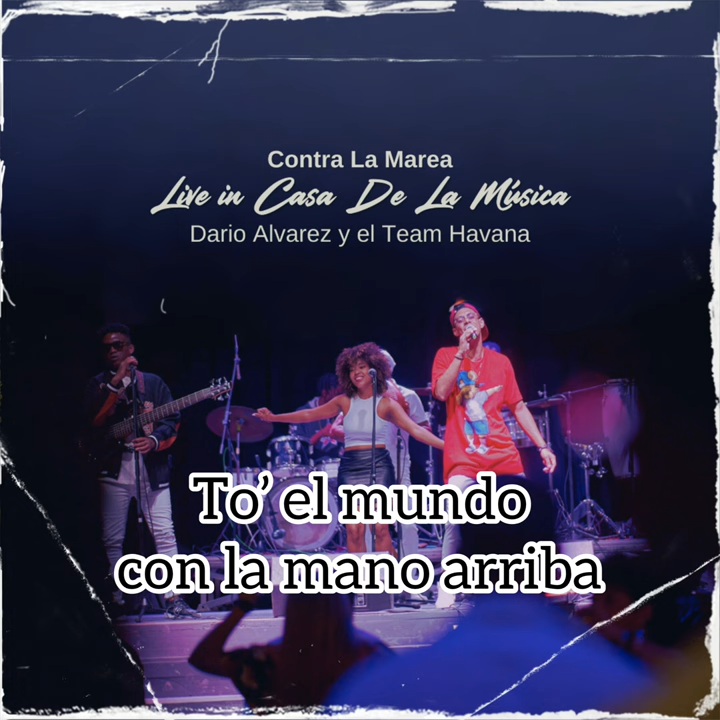 Contra La Marea
Live in Casa De La Música
Dario Alvarez y el Team Havana
To’ el mundo
con la mano arriba